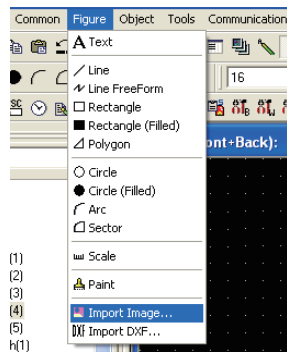 Common Figure Object Tools Communication
A Text
Line
Line FreeForm
Rectangle
Rectangle (Filled)
Polygon
Circle
Circle (Filled)
Arc
Sector
Scale
Paint
Import Image...
DXF Import DXF...
16
ont+Back):
(1)
(2)
(3)
(4)
(5)
h(1)